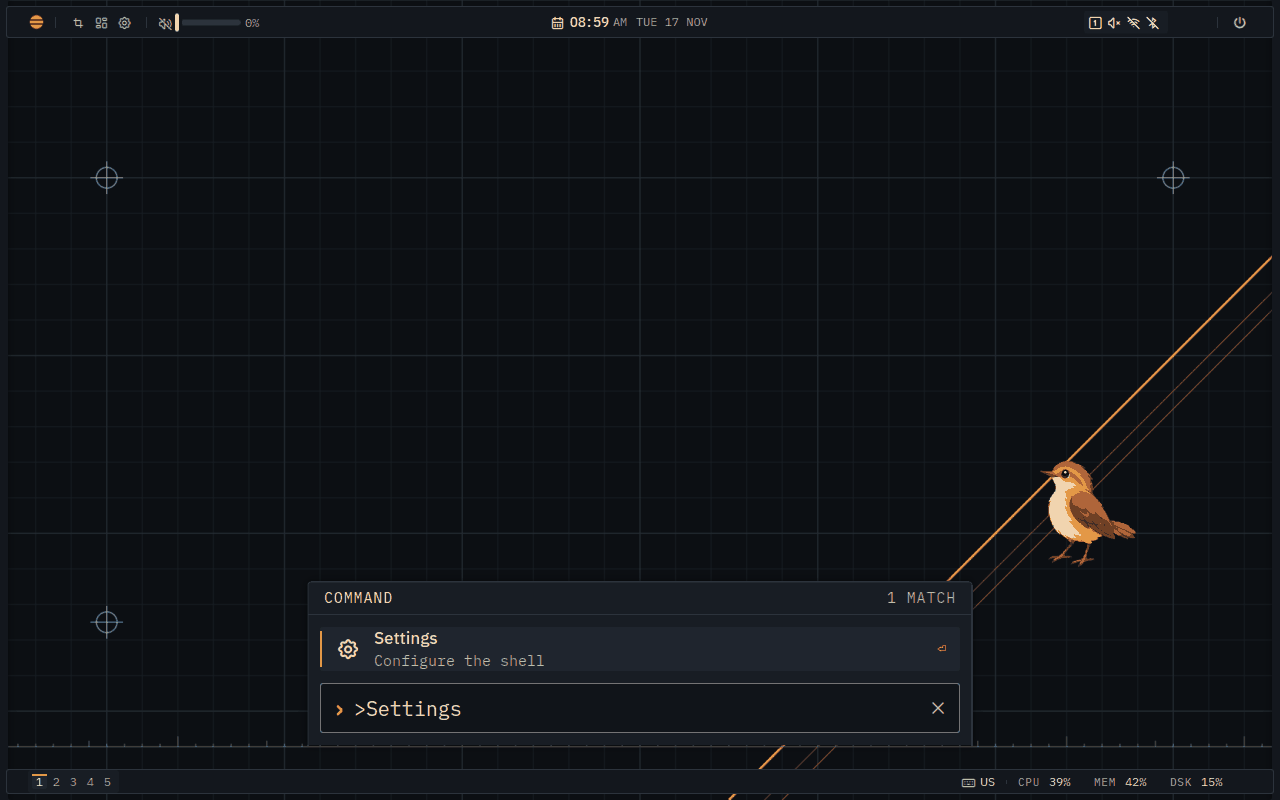 0%
08:59 AM TUE 17 NOV
1
COMMAND
1 MATCH
Settings
Configure the shell
>Settings
1 2 3 4 5
US CPU 39% MEM 42% DSK 15%